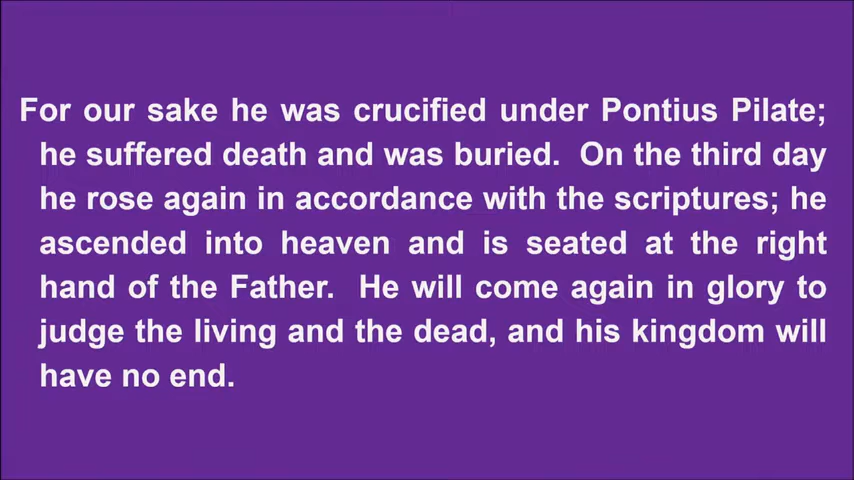 For our sake he was crucified under Pontius Pilate;
he suffered death and was buried.  On the third day
he rose again in accordance with the scriptures; he
ascended into heaven and is seated at the right
hand of the Father.  He will come again in glory to
judge the living and the dead, and his kingdom will
have no end.